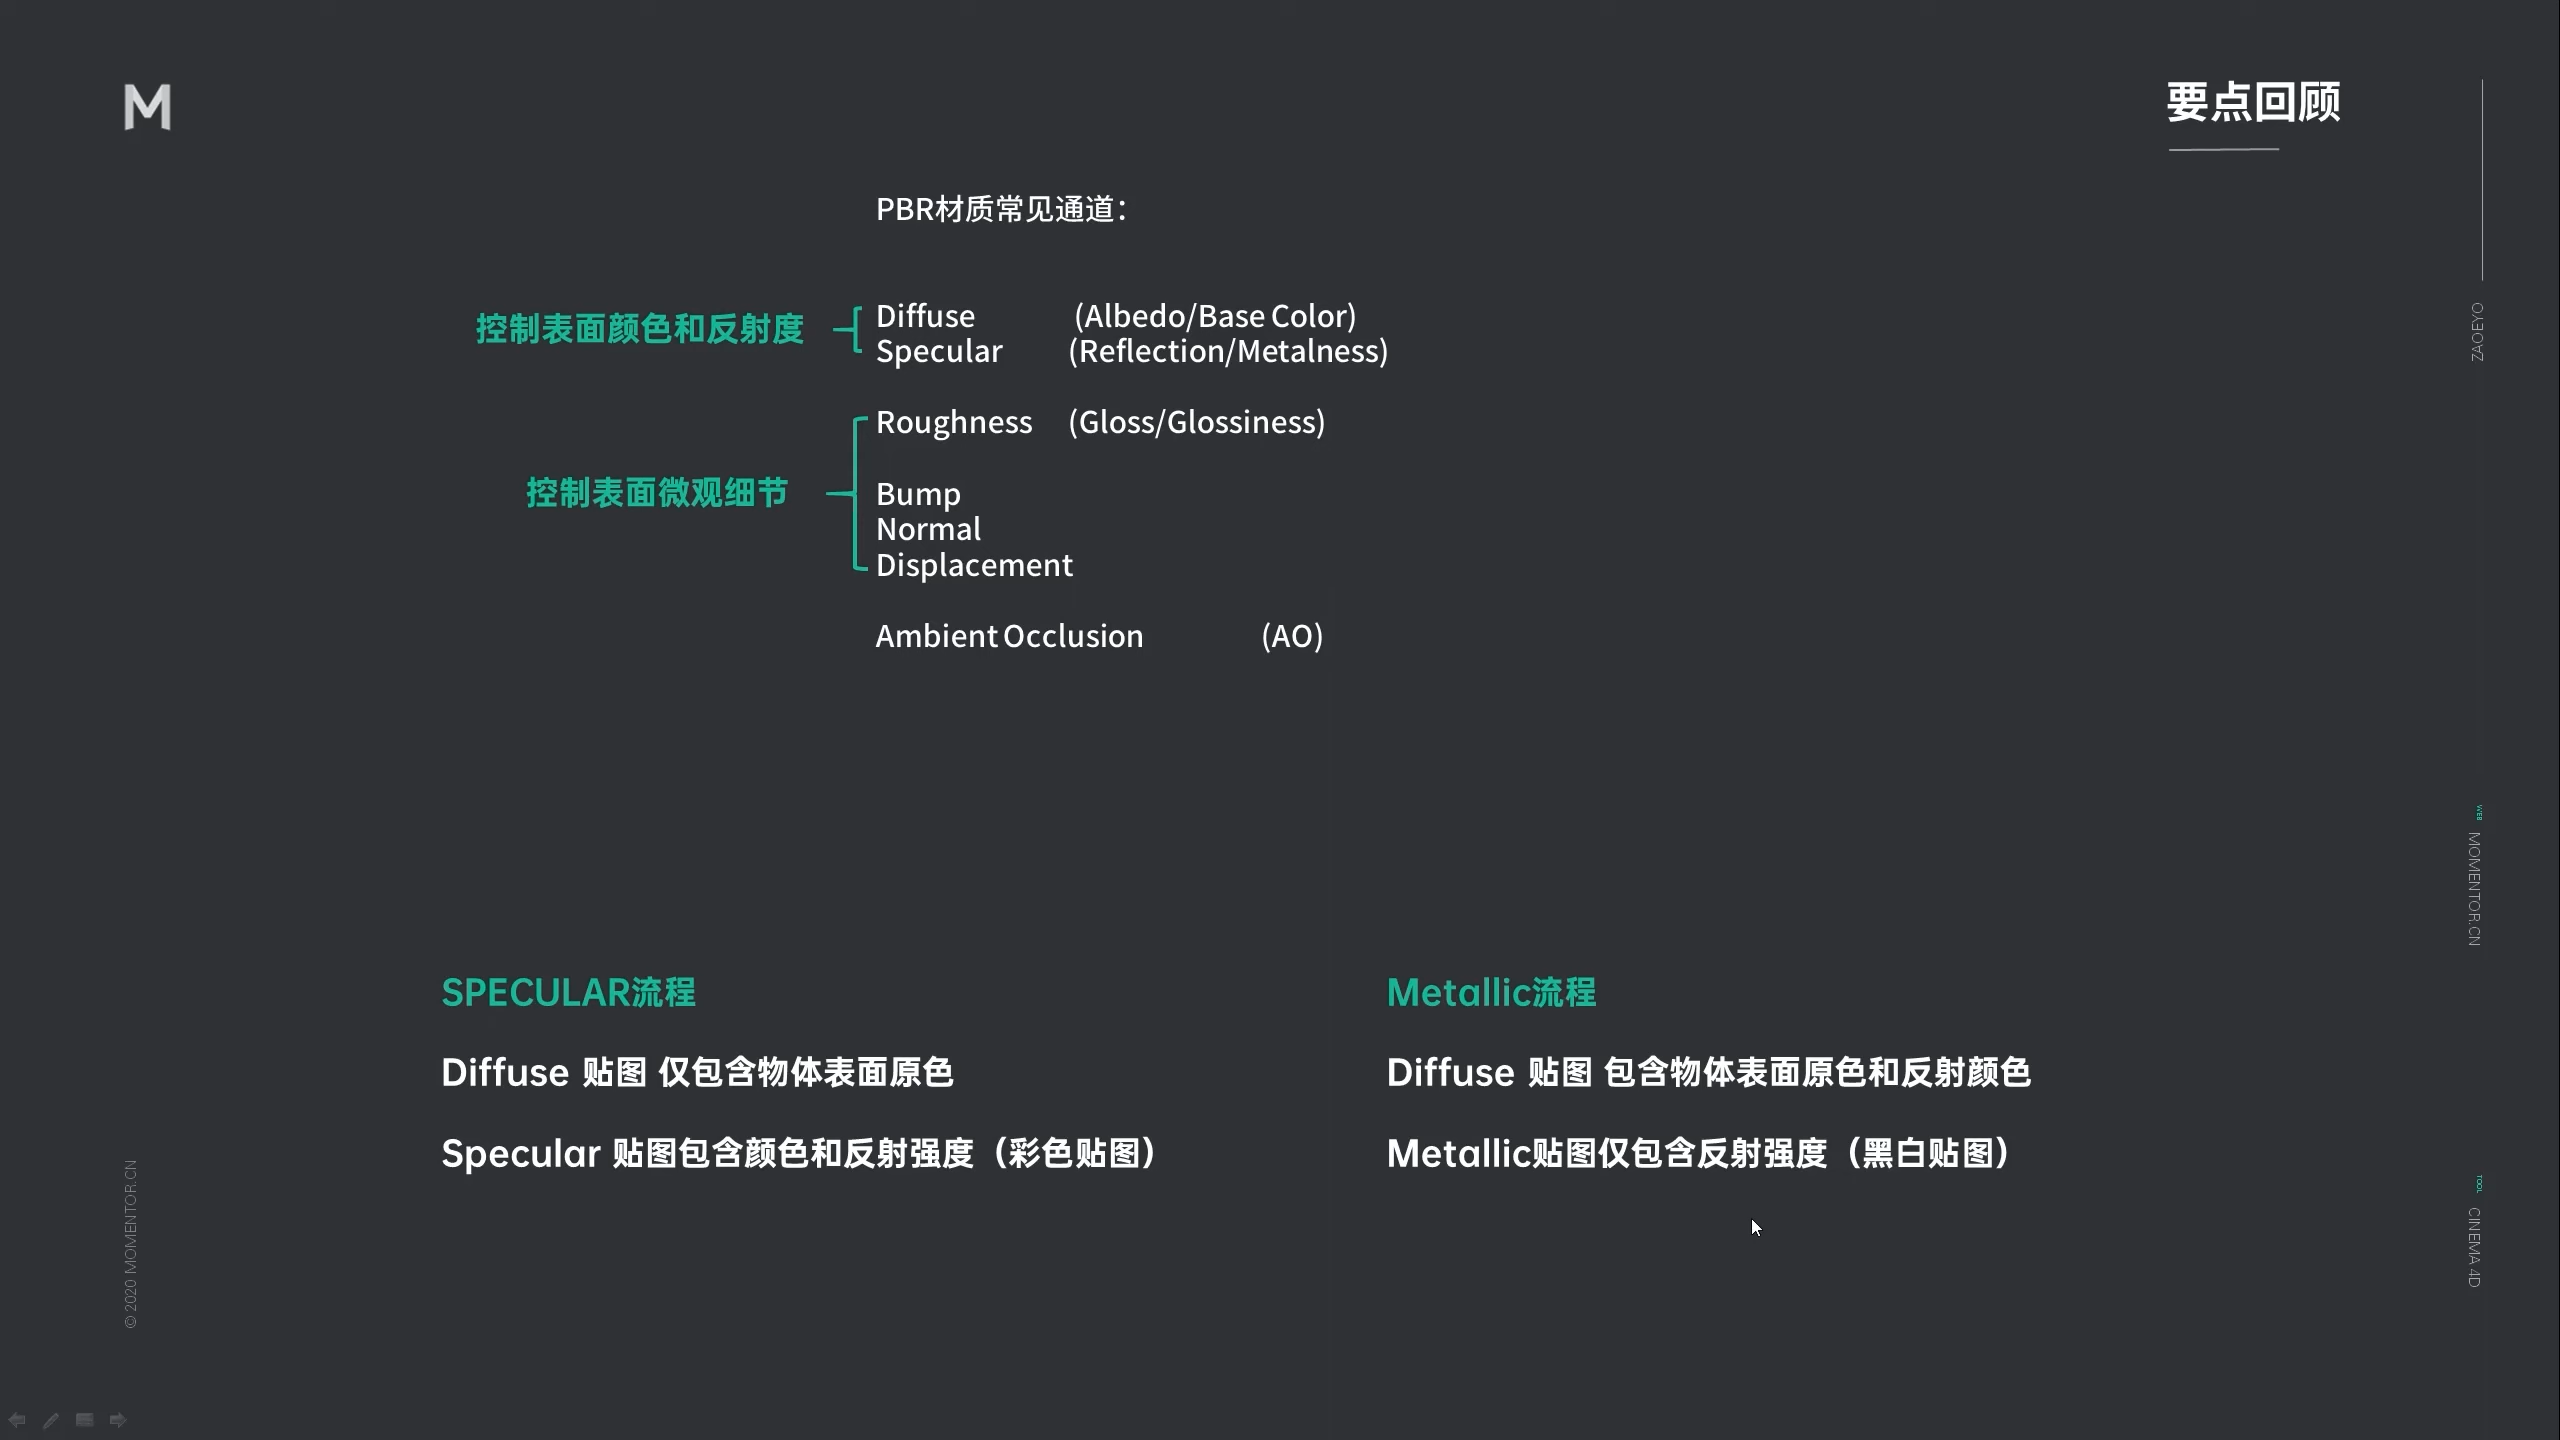 M
要点回顾
PBR材质常见通道：
控制表面颜色和反射度
Diffuse (Albedo/Base Color)
Specular (Reflection/Metalness)
控制表面微观细节
Roughness (Gloss/Glossiness)
Bump
Normal
Displacement
Ambient Occlusion (AO)
SPECULAR流程
Diffuse 贴图 仅包含物体表面原色
Specular 贴图包含颜色和反射强度（彩色贴图）
Metallic流程
Diffuse 贴图 包含物体表面原色和反射颜色
Metallic贴图仅包含反射强度（黑白贴图）
ZAOEYO
WEB MOMENTOR.CN
TOOL CINEMA 4D
© 2020 MOMENTOR.CN